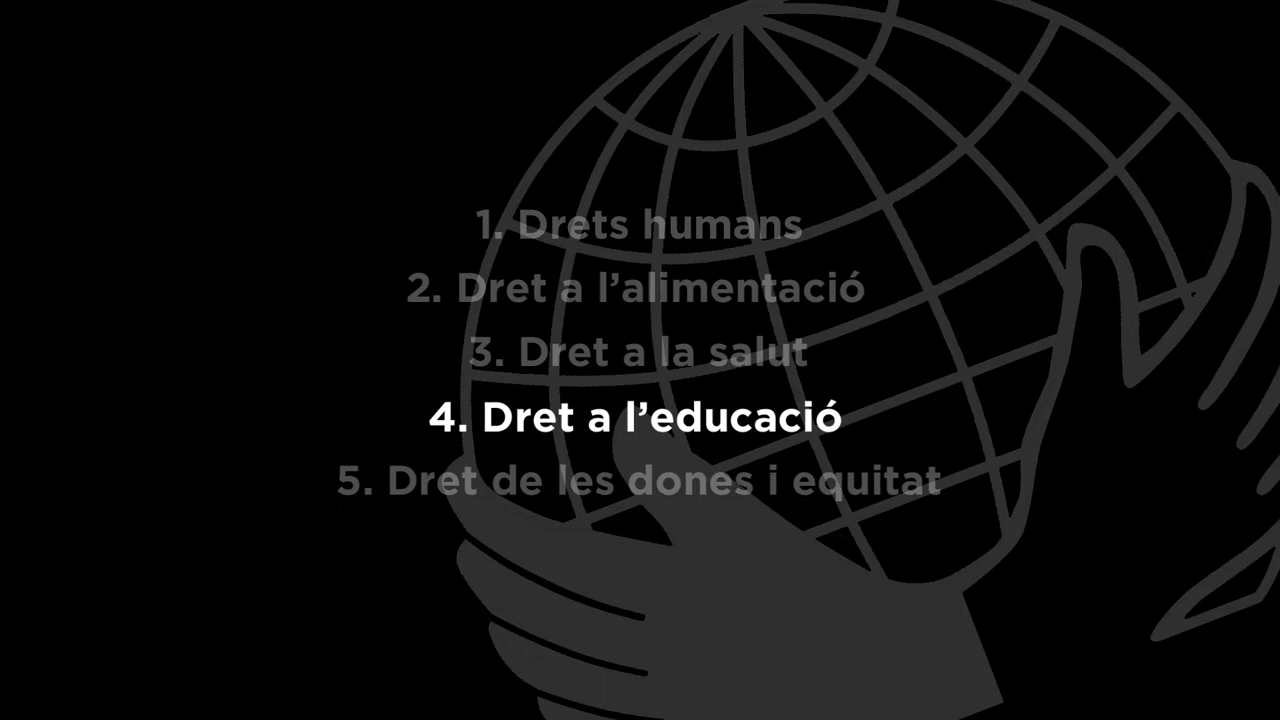 1. Drets humans
2. Dret a l’alimentació
3. Dret a la salut
4. Dret a l’educació
5. Dret de les dones i equitat